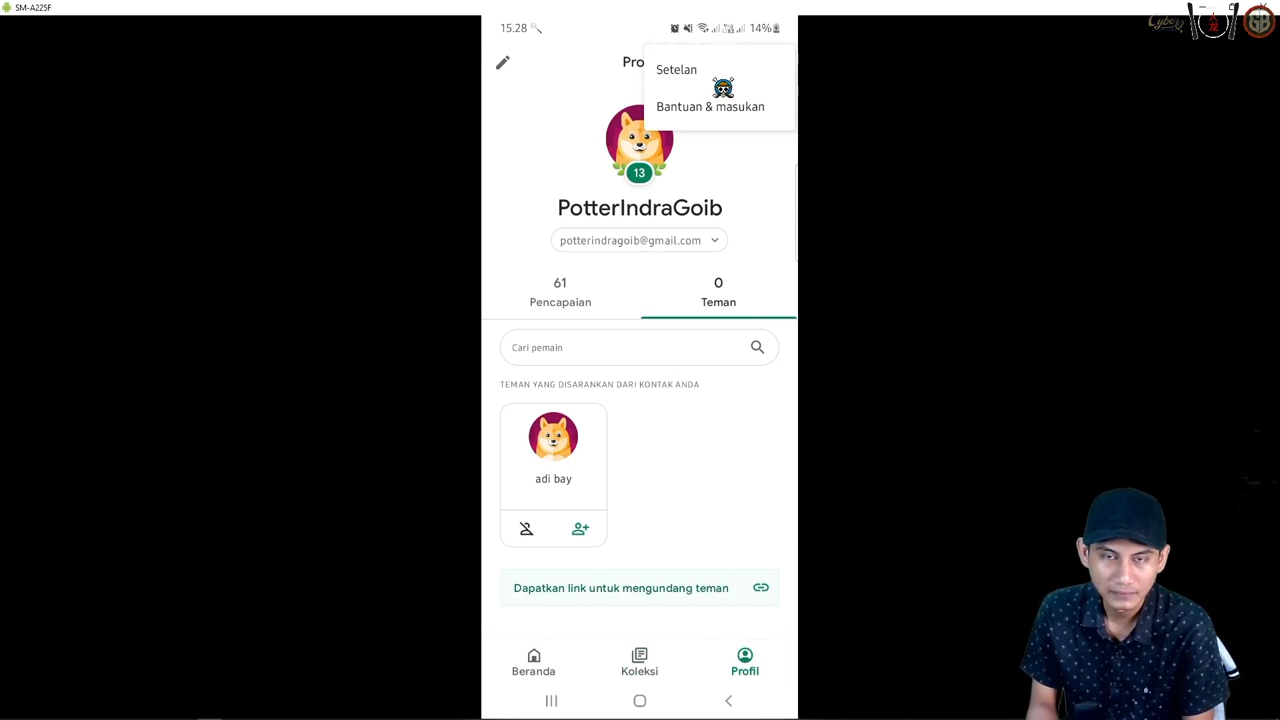 SM-A225F
15.28
14%
Pro
Setelan
Bantuan & masukan
13
PotterIndraGoib
potterindragoib@gmail.com
61
Pencapaian
0
Teman
Cari pemain
TEMAN YANG DISARANKAN DARI KONTAK ANDA
adi bay
Dapatkan link untuk mengundang teman
Beranda
Koleksi
Profil